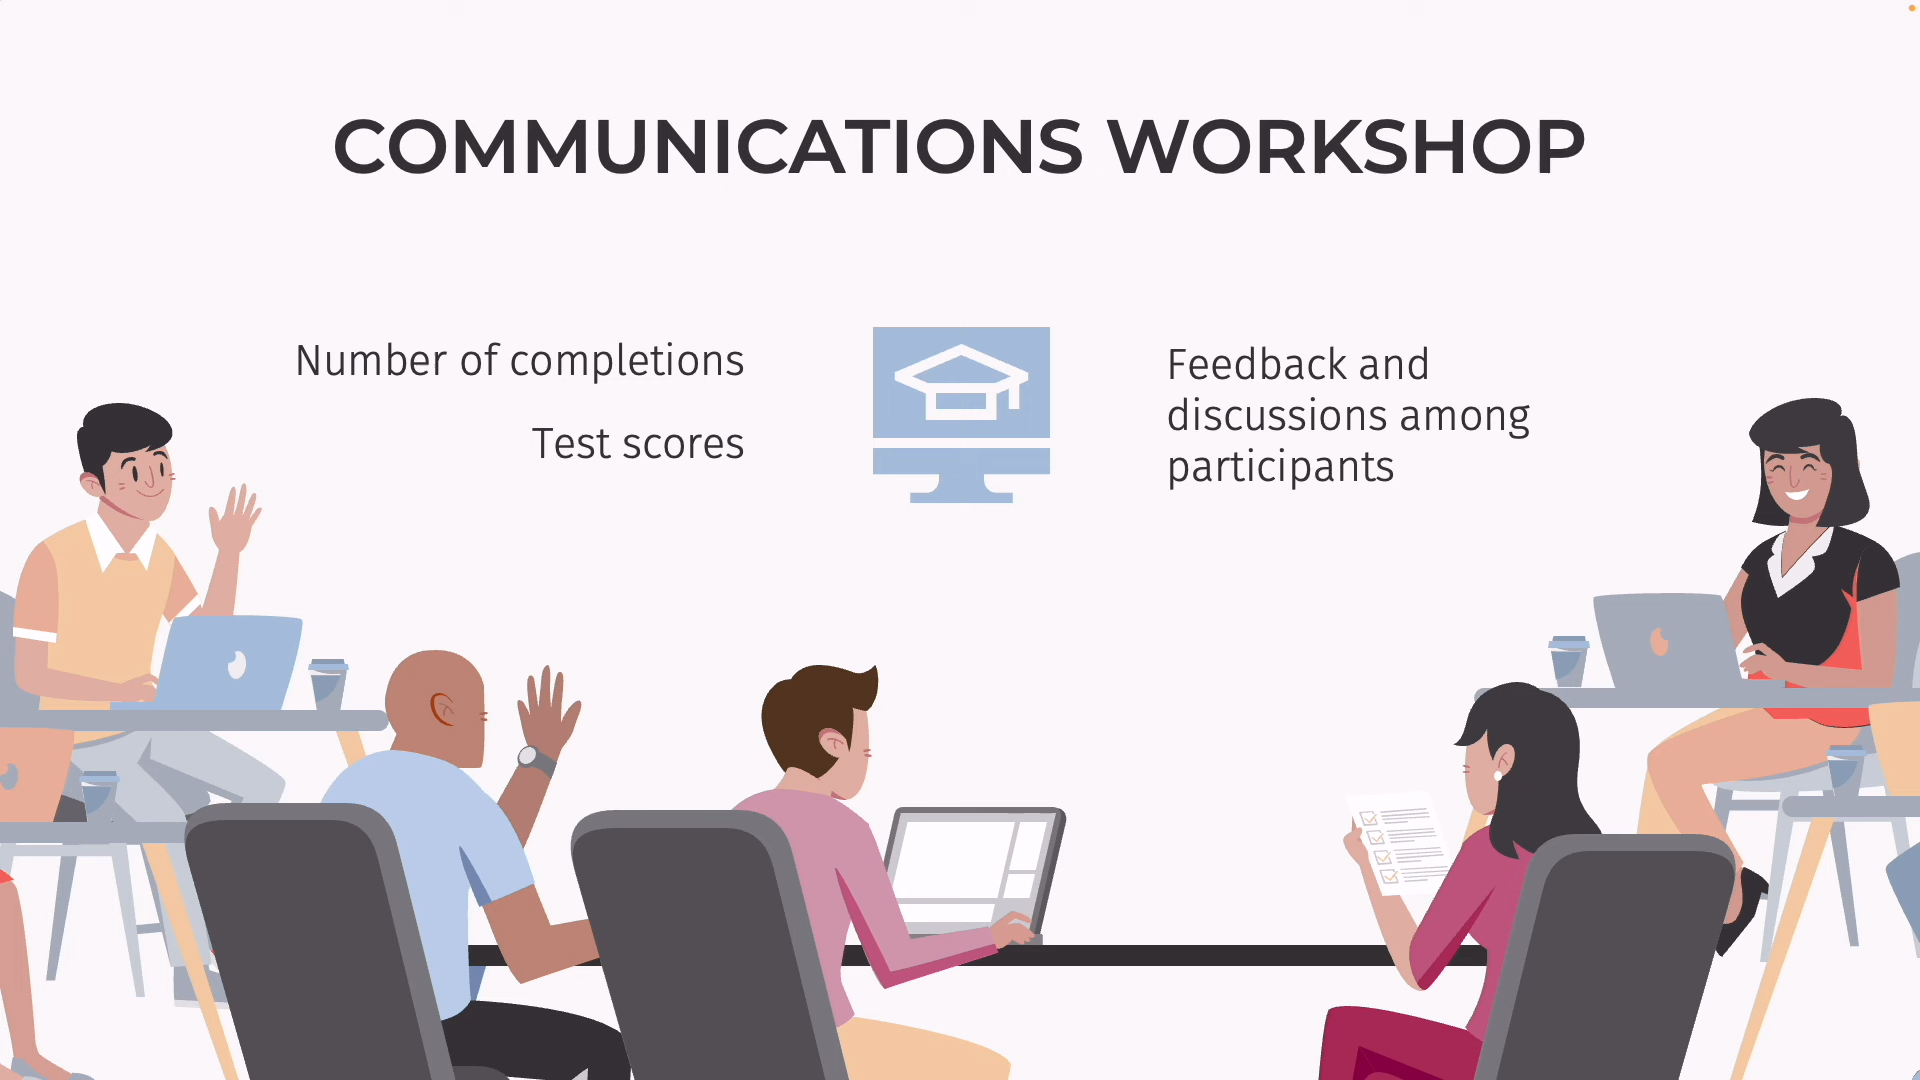 COMMUNICATIONS WORKSHOP
Number of completions
Test scores
Feedback and
discussions among
participants